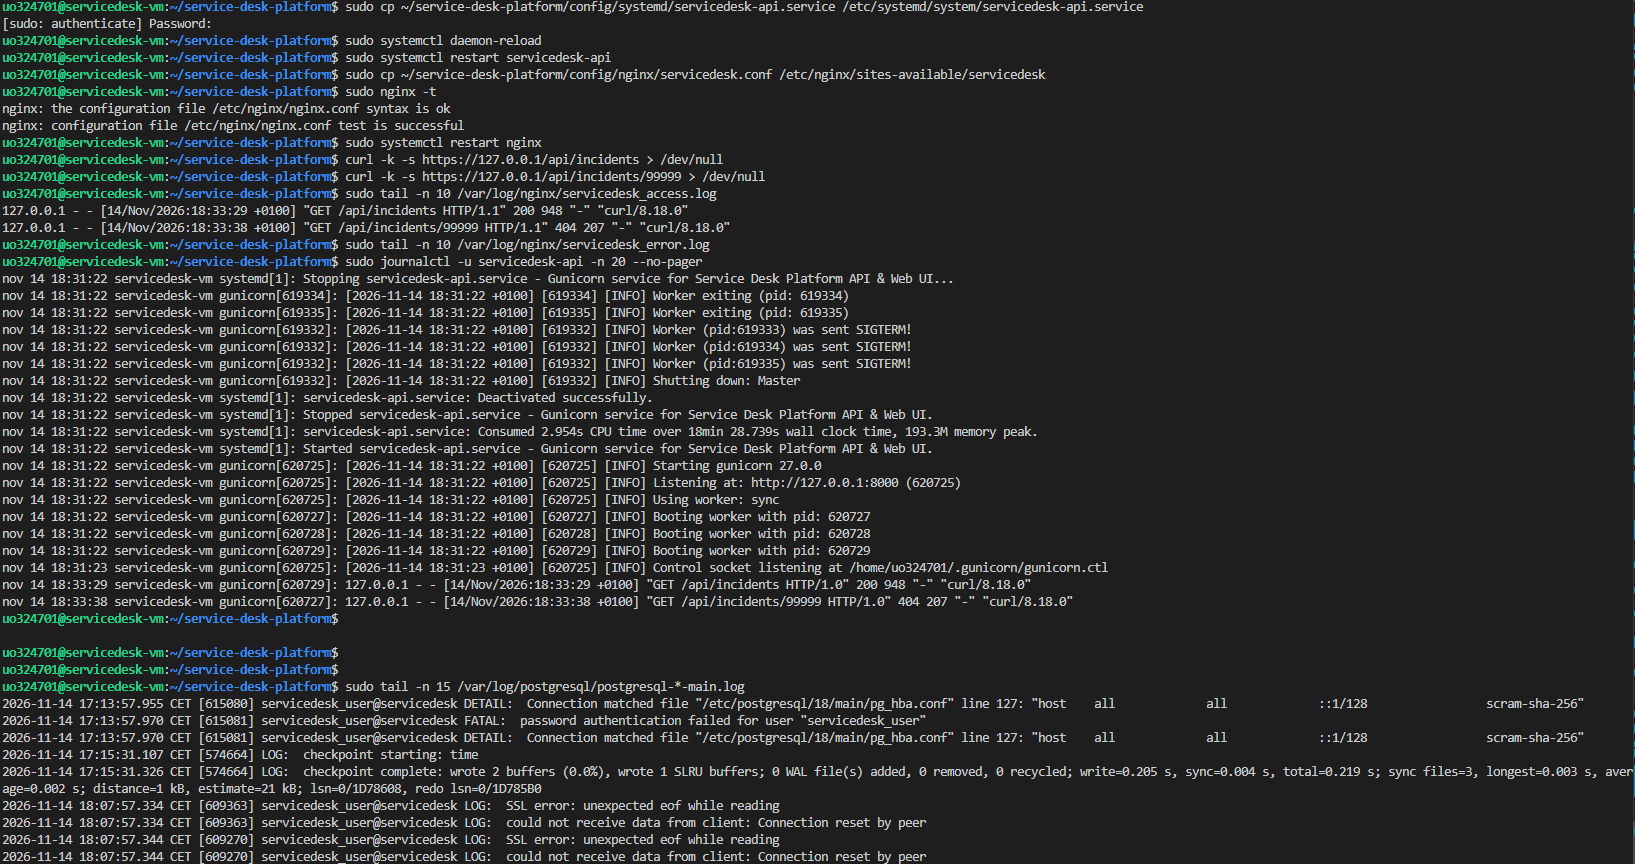 uo324701@servicedesk-vm:~/service-desk-platform$ sudo cp ~/service-desk-platform/config/systemd/servicedesk-api.service /etc/systemd/system/servicedesk-api.service
[sudo: authenticate] Password:
uo324701@servicedesk-vm:~/service-desk-platform$ sudo systemctl daemon-reload
uo324701@servicedesk-vm:~/service-desk-platform$ sudo systemctl restart servicedesk-api
uo324701@servicedesk-vm:~/service-desk-platform$ sudo cp ~/service-desk-platform/config/nginx/servicedesk.conf /etc/nginx/sites-available/servicedesk
uo324701@servicedesk-vm:~/service-desk-platform$ sudo nginx -t
nginx: the configuration file /etc/nginx/nginx.conf syntax is ok
nginx: configuration file /etc/nginx/nginx.conf test is successful
uo324701@servicedesk-vm:~/service-desk-platform$ sudo systemctl restart nginx
uo324701@servicedesk-vm:~/service-desk-platform$ curl -k -s https://127.0.0.1/api/incidents > /dev/null
uo324701@servicedesk-vm:~/service-desk-platform$ curl -k -s https://127.0.0.1/api/incidents/99999 > /dev/null
uo324701@servicedesk-vm:~/service-desk-platform$ sudo tail -n 10 /var/log/nginx/servicedesk_access.log
127.0.0.1 - - [14/Nov/2026:18:33:29 +0100] "GET /api/incidents HTTP/1.1" 200 948 "-" "curl/8.18.0"
127.0.0.1 - - [14/Nov/2026:18:33:38 +0100] "GET /api/incidents/99999 HTTP/1.1" 404 207 "-" "curl/8.18.0"
uo324701@servicedesk-vm:~/service-desk-platform$ sudo tail -n 10 /var/log/nginx/servicedesk_error.log
uo324701@servicedesk-vm:~/service-desk-platform$ sudo journalctl -u servicedesk-api -n 20 --no-pager
nov 14 18:31:22 servicedesk-vm systemd[1]: Stopping servicedesk-api.service - Gunicorn service for Service Desk Platform API & Web UI...
nov 14 18:31:22 servicedesk-vm gunicorn[619334]: [2026-11-14 18:31:22 +0100] [619334] [INFO] Worker exiting (pid: 619334)
nov 14 18:31:22 servicedesk-vm gunicorn[619335]: [2026-11-14 18:31:22 +0100] [619335] [INFO] Worker exiting (pid: 619335)
nov 14 18:31:22 servicedesk-vm gunicorn[619332]: [2026-11-14 18:31:22 +0100] [619332] [INFO] Worker (pid:619333) was sent SIGTERM!
nov 14 18:31:22 servicedesk-vm gunicorn[619332]: [2026-11-14 18:31:22 +0100] [619332] [INFO] Worker (pid:619334) was sent SIGTERM!
nov 14 18:31:22 servicedesk-vm gunicorn[619332]: [2026-11-14 18:31:22 +0100] [619332] [INFO] Worker (pid:619335) was sent SIGTERM!
nov 14 18:31:22 servicedesk-vm gunicorn[619332]: [2026-11-14 18:31:22 +0100] [619332] [INFO] Shutting down: Master
nov 14 18:31:22 servicedesk-vm systemd[1]: servicedesk-api.service: Deactivated successfully.
nov 14 18:31:22 servicedesk-vm systemd[1]: Stopped servicedesk-api.service - Gunicorn service for Service Desk Platform API & Web UI.
nov 14 18:31:22 servicedesk-vm systemd[1]: servicedesk-api.service: Consumed 2.954s CPU time over 18min 28.739s wall clock time, 193.3M memory peak.
nov 14 18:31:22 servicedesk-vm systemd[1]: Started servicedesk-api.service - Gunicorn service for Service Desk Platform API & Web UI.
nov 14 18:31:22 servicedesk-vm gunicorn[620725]: [2026-11-14 18:31:22 +0100] [620725] [INFO] Starting gunicorn 27.0.0
nov 14 18:31:22 servicedesk-vm gunicorn[620725]: [2026-11-14 18:31:22 +0100] [620725] [INFO] Listening at: http://127.0.0.1:8000 (620725)
nov 14 18:31:22 servicedesk-vm gunicorn[620725]: [2026-11-14 18:31:22 +0100] [620725] [INFO] Using worker: sync
nov 14 18:31:22 servicedesk-vm gunicorn[620727]: [2026-11-14 18:31:22 +0100] [620727] [INFO] Booting worker with pid: 620727
nov 14 18:31:22 servicedesk-vm gunicorn[620728]: [2026-11-14 18:31:22 +0100] [620728] [INFO] Booting worker with pid: 620728
nov 14 18:31:22 servicedesk-vm gunicorn[620729]: [2026-11-14 18:31:22 +0100] [620729] [INFO] Booting worker with pid: 620729
nov 14 18:31:23 servicedesk-vm gunicorn[620725]: [2026-11-14 18:31:23 +0100] [620725] [INFO] Control socket listening at /home/uo324701/.gunicorn/gunicorn.ctl
nov 14 18:33:29 servicedesk-vm gunicorn[620729]: 127.0.0.1 - - [14/Nov/2026:18:33:29 +0100] "GET /api/incidents HTTP/1.0" 200 948 "-" "curl/8.18.0"
nov 14 18:33:38 servicedesk-vm gunicorn[620727]: 127.0.0.1 - - [14/Nov/2026:18:33:38 +0100] "GET /api/incidents/99999 HTTP/1.0" 404 207 "-" "curl/8.18.0"
uo324701@servicedesk-vm:~/service-desk-platform$
uo324701@servicedesk-vm:~/service-desk-platform$
uo324701@servicedesk-vm:~/service-desk-platform$
uo324701@servicedesk-vm:~/service-desk-platform$ sudo tail -n 15 /var/log/postgresql/postgresql-*-main.log
2026-11-14 17:13:57.955 CET [615080] servicedesk_user@servicedesk DETAIL:  Connection matched file "/etc/postgresql/18/main/pg_hba.conf" line 127: "host    all             all             ::1/128                 scram-sha-256"
2026-11-14 17:13:57.970 CET [615081] servicedesk_user@servicedesk FATAL:  password authentication failed for user "servicedesk_user"
2026-11-14 17:13:57.970 CET [615081] servicedesk_user@servicedesk DETAIL:  Connection matched file "/etc/postgresql/18/main/pg_hba.conf" line 127: "host    all             all             ::1/128                 scram-sha-256"
2026-11-14 17:15:31.107 CET [574664] LOG:  checkpoint starting: time
2026-11-14 17:15:31.326 CET [574664] LOG:  checkpoint complete: wrote 2 buffers (0.0%), wrote 1 SLRU buffers; 0 WAL file(s) added, 0 removed, 0 recycled; write=0.205 s, sync=0.004 s, total=0.219 s; sync files=3, longest=0.003 s, aver
age=0.002 s; distance=1 kB, estimate=21 kB; lsn=0/1D78608, redo lsn=0/1D785B0
2026-11-14 18:07:57.334 CET [609363] servicedesk_user@servicedesk LOG:  SSL error: unexpected eof while reading
2026-11-14 18:07:57.334 CET [609363] servicedesk_user@servicedesk LOG:  could not receive data from client: Connection reset by peer
2026-11-14 18:07:57.344 CET [609270] servicedesk_user@servicedesk LOG:  SSL error: unexpected eof while reading
2026-11-14 18:07:57.344 CET [609270] servicedesk_user@servicedesk LOG:  could not receive data from client: Connection reset by peer